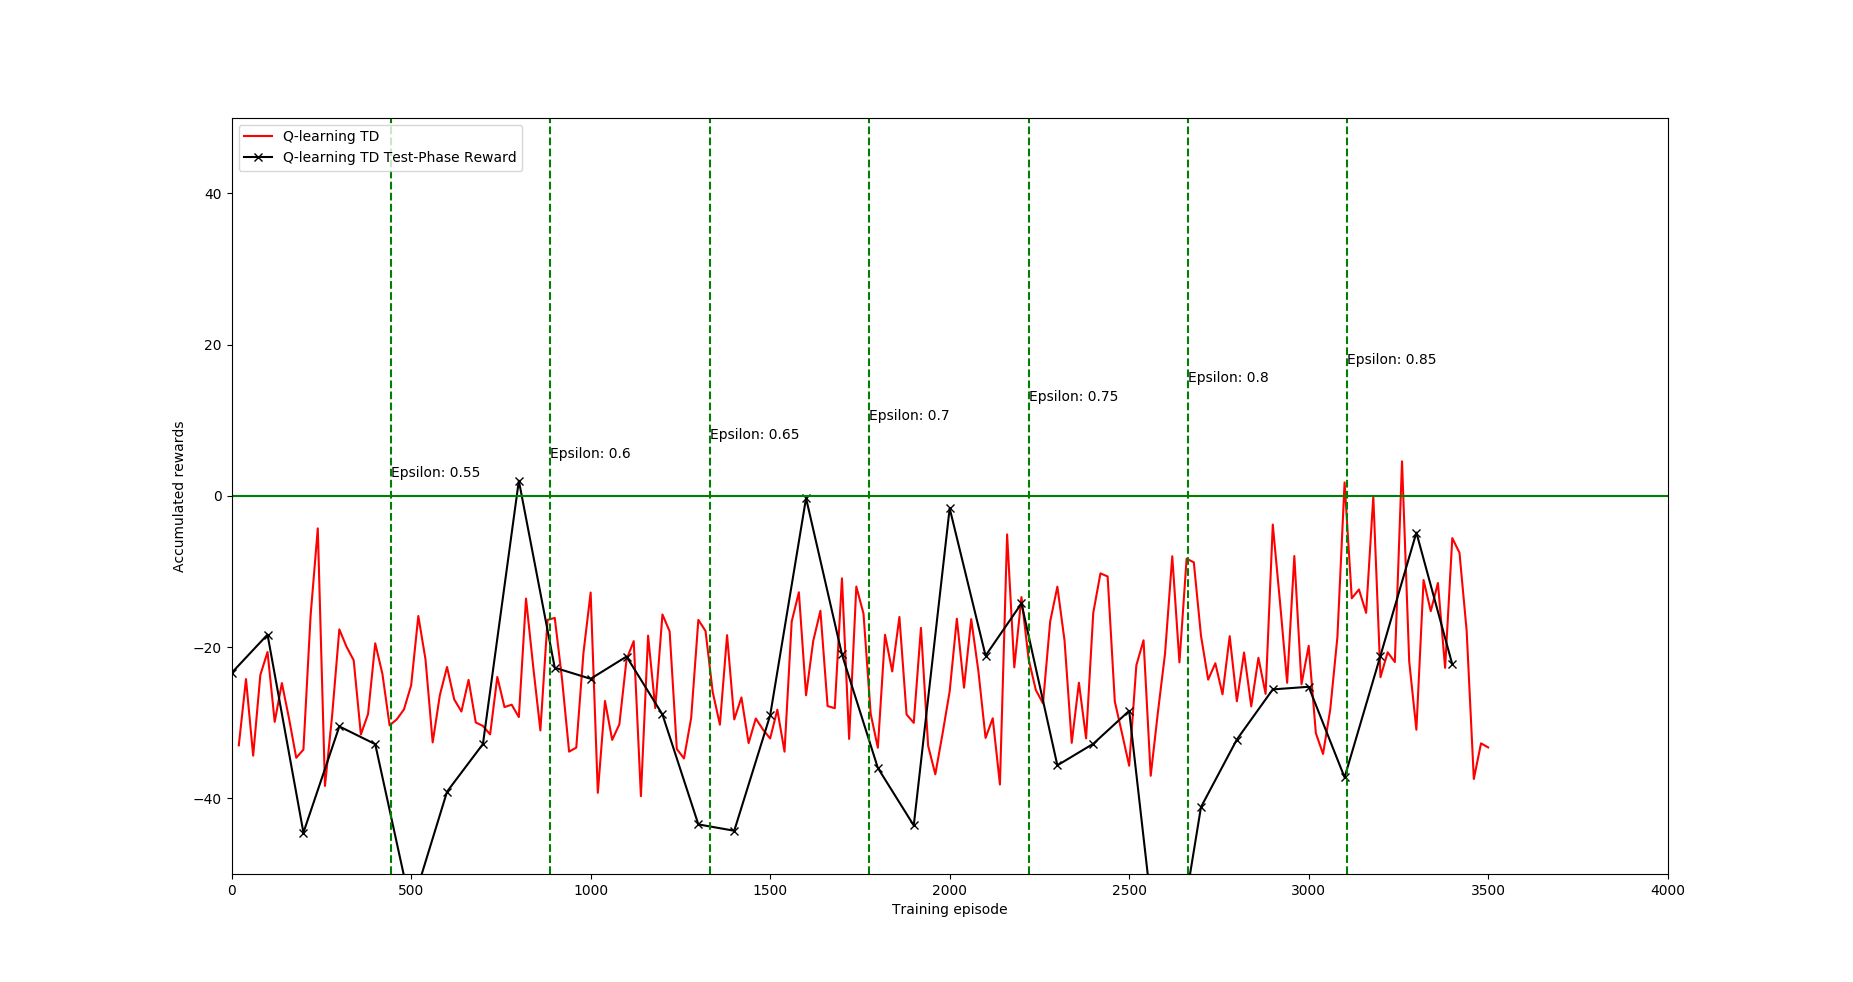 Q-learning TD
Q-learning TD Test-Phase Reward
40
20
0
−20
−40
Accumulated rewards
Epsilon: 0.55
Epsilon: 0.6
Epsilon: 0.65
Epsilon: 0.7
Epsilon: 0.75
Epsilon: 0.8
Epsilon: 0.85
0 500 1000 1500 2000 2500 3000 3500 4000
Training episode